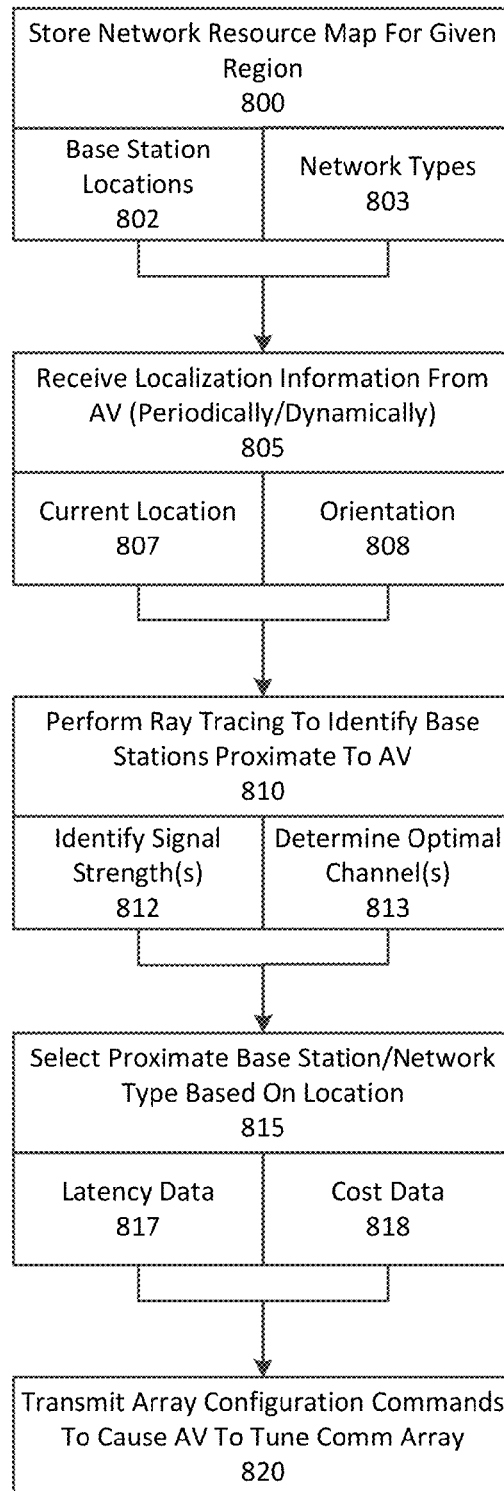 Store Network Resource Map For Given
Region
800
Base Station
Locations
802
Network Types
803
Receive Localization Information From
AV (Periodically/Dynamically)
805
Current Location
807
Orientation
808
Perform Ray Tracing To Identify Base
Stations Proximate To AV
810
Identify Signal
Strength(s)
812
Determine Optimal
Channel(s)
813
Select Proximate Base Station/Network
Type Based On Location
815
Latency Data
817
Cost Data
818
Transmit Array Configuration Commands
To Cause AV To Tune Comm Array
820